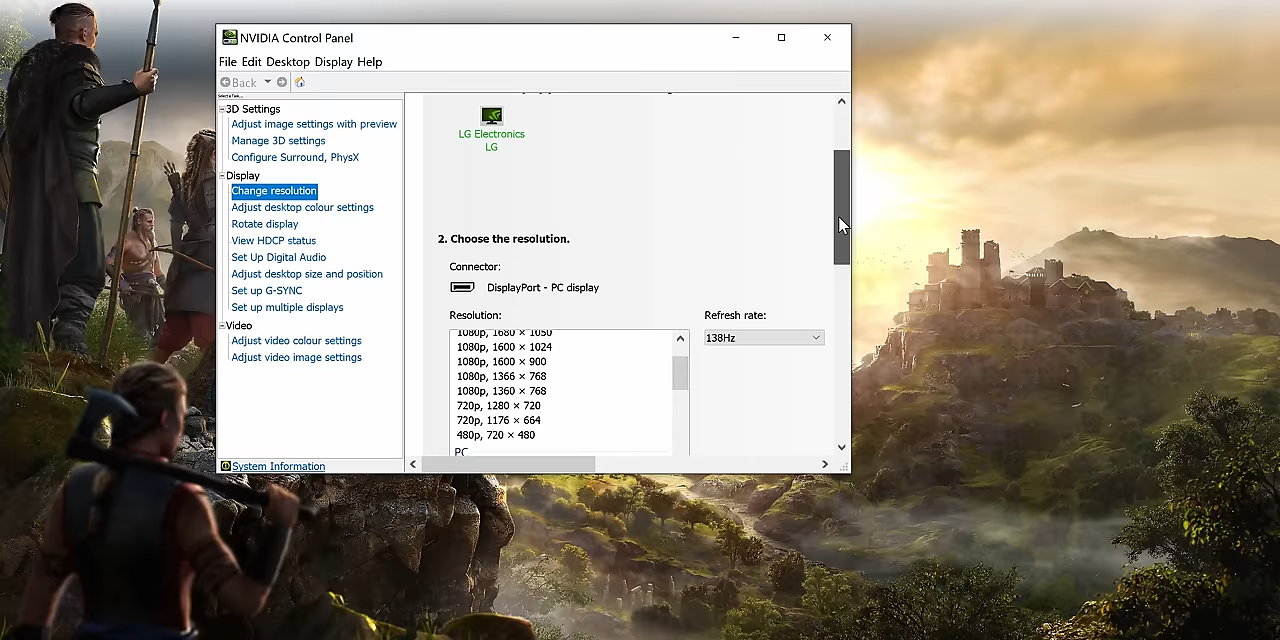 NVIDIA Control Panel
File Edit Desktop Display Help
Back
3D Settings
Adjust image settings with preview
Manage 3D settings
Configure Surround, PhysX
Display
Change resolution
Adjust desktop colour settings
Rotate display
View HDCP status
Set Up Digital Audio
Adjust desktop size and position
Set up G-SYNC
Set up multiple displays
Video
Adjust video colour settings
Adjust video image settings
System Information
LG Electronics
LG
2. Choose the resolution.
Connector:
DisplayPort - PC display
Resolution:
1080p, 1680 × 1050
1080p, 1600 × 1024
1080p, 1600 × 900
1080p, 1366 × 768
1080p, 1360 × 768
720p, 1280 × 720
720p, 1176 × 664
480p, 720 × 480
PC
Refresh rate:
138Hz